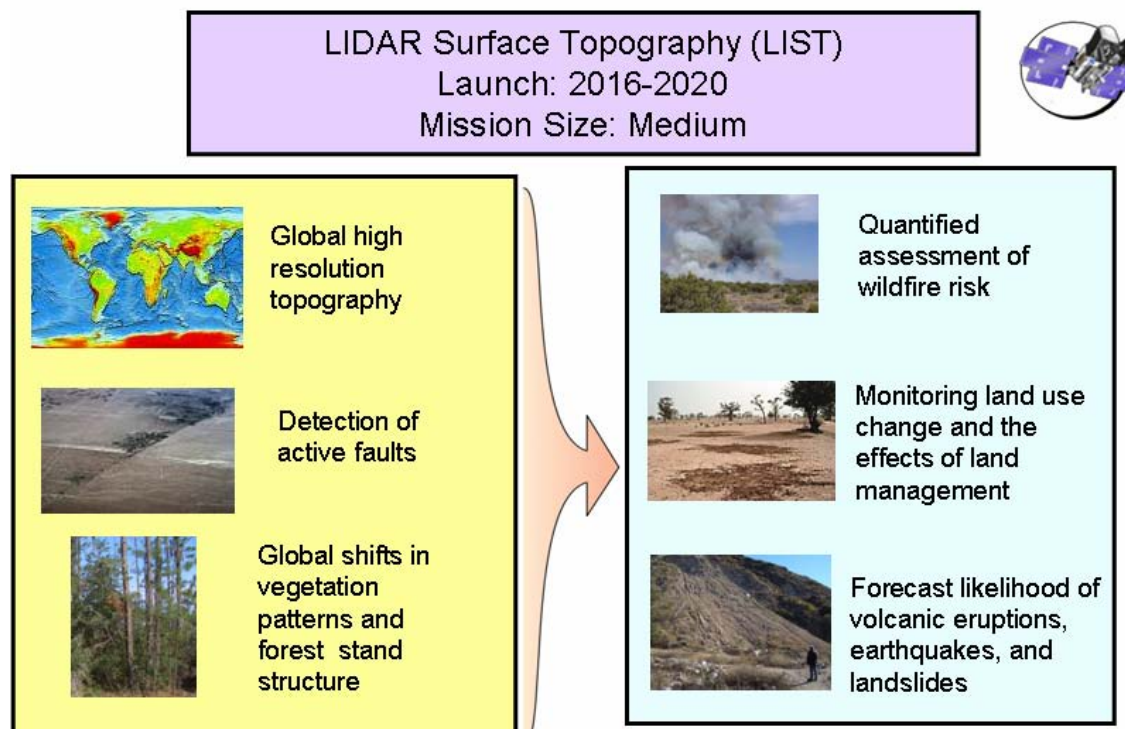 LIDAR Surface Topography (LIST)
Launch: 2016-2020
Mission Size: Medium
Global high
resolution
topography
Detection of
active faults
Global shifts in
vegetation
patterns and
forest stand
structure
Quantified
assessment of
wildfire risk
Monitoring land use
change and the
effects of land
management
Forecast likelihood of
volcanic eruptions,
earthquakes, and
landslides